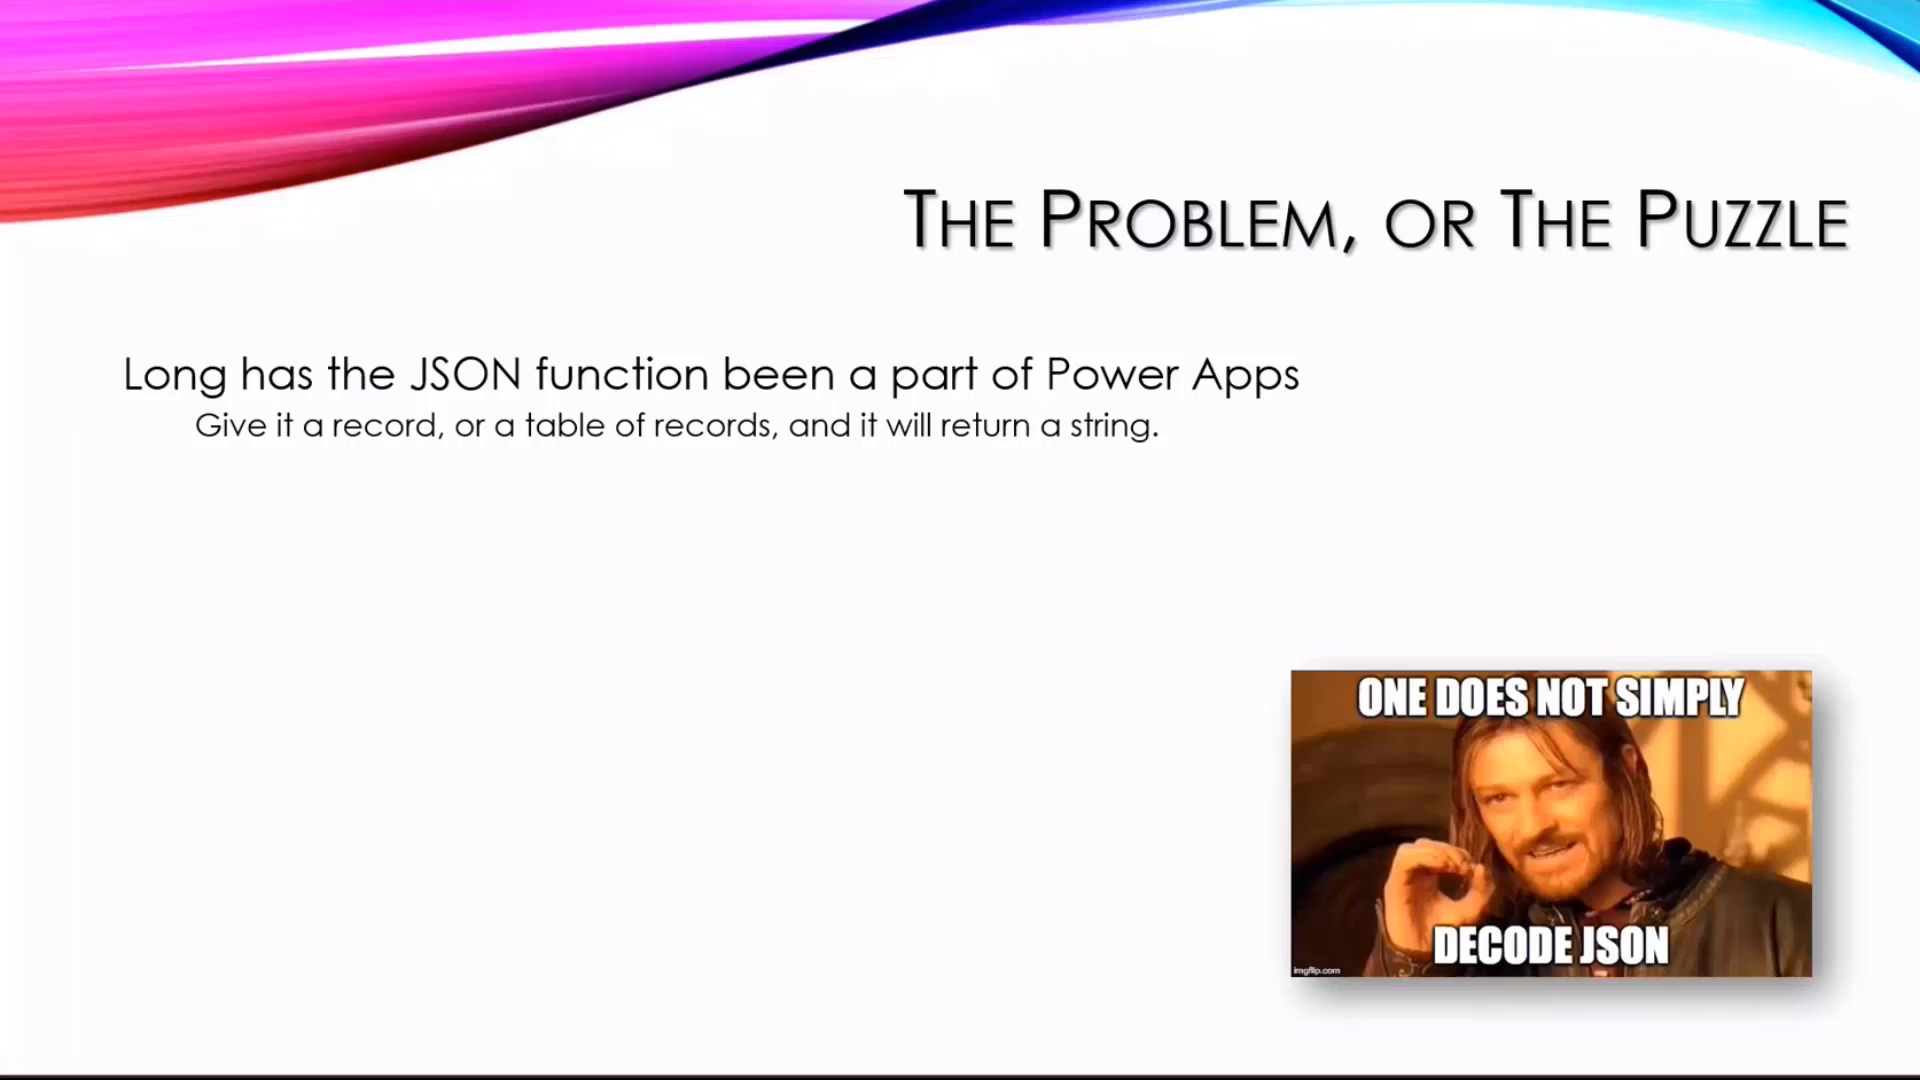 The Problem, or The Puzzle
Long has the JSON function been a part of Power Apps
Give it a record, or a table of records, and it will return a string.
ONE DOES NOT SIMPLY
DECODE JSON
imgflip.com